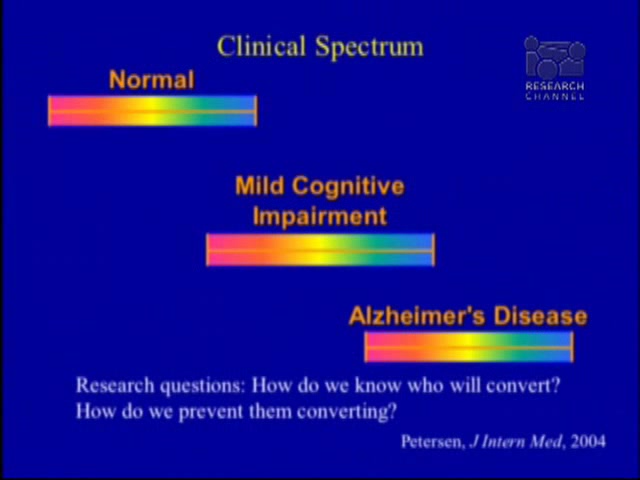 Clinical Spectrum
RESEARCH
CHANNEL
Normal
Mild Cognitive
Impairment
Alzheimer's Disease
Research questions: How do we know who will convert?
How do we prevent them converting?
Petersen, J Intern Med, 2004